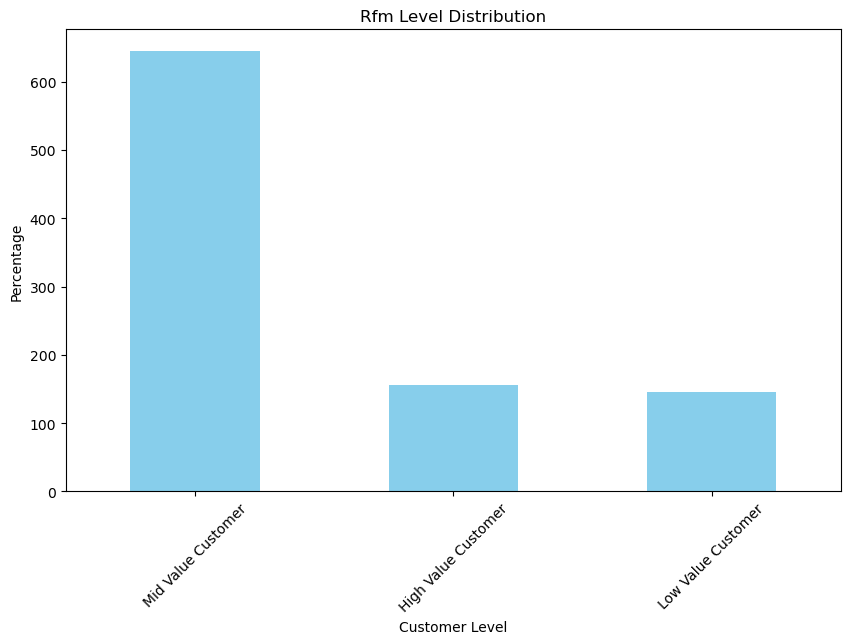 Rfm Level Distribution
600
500
400
300
200
100
0
Percentage
Mid Value Customer
High Value Customer
Low Value Customer
Customer Level